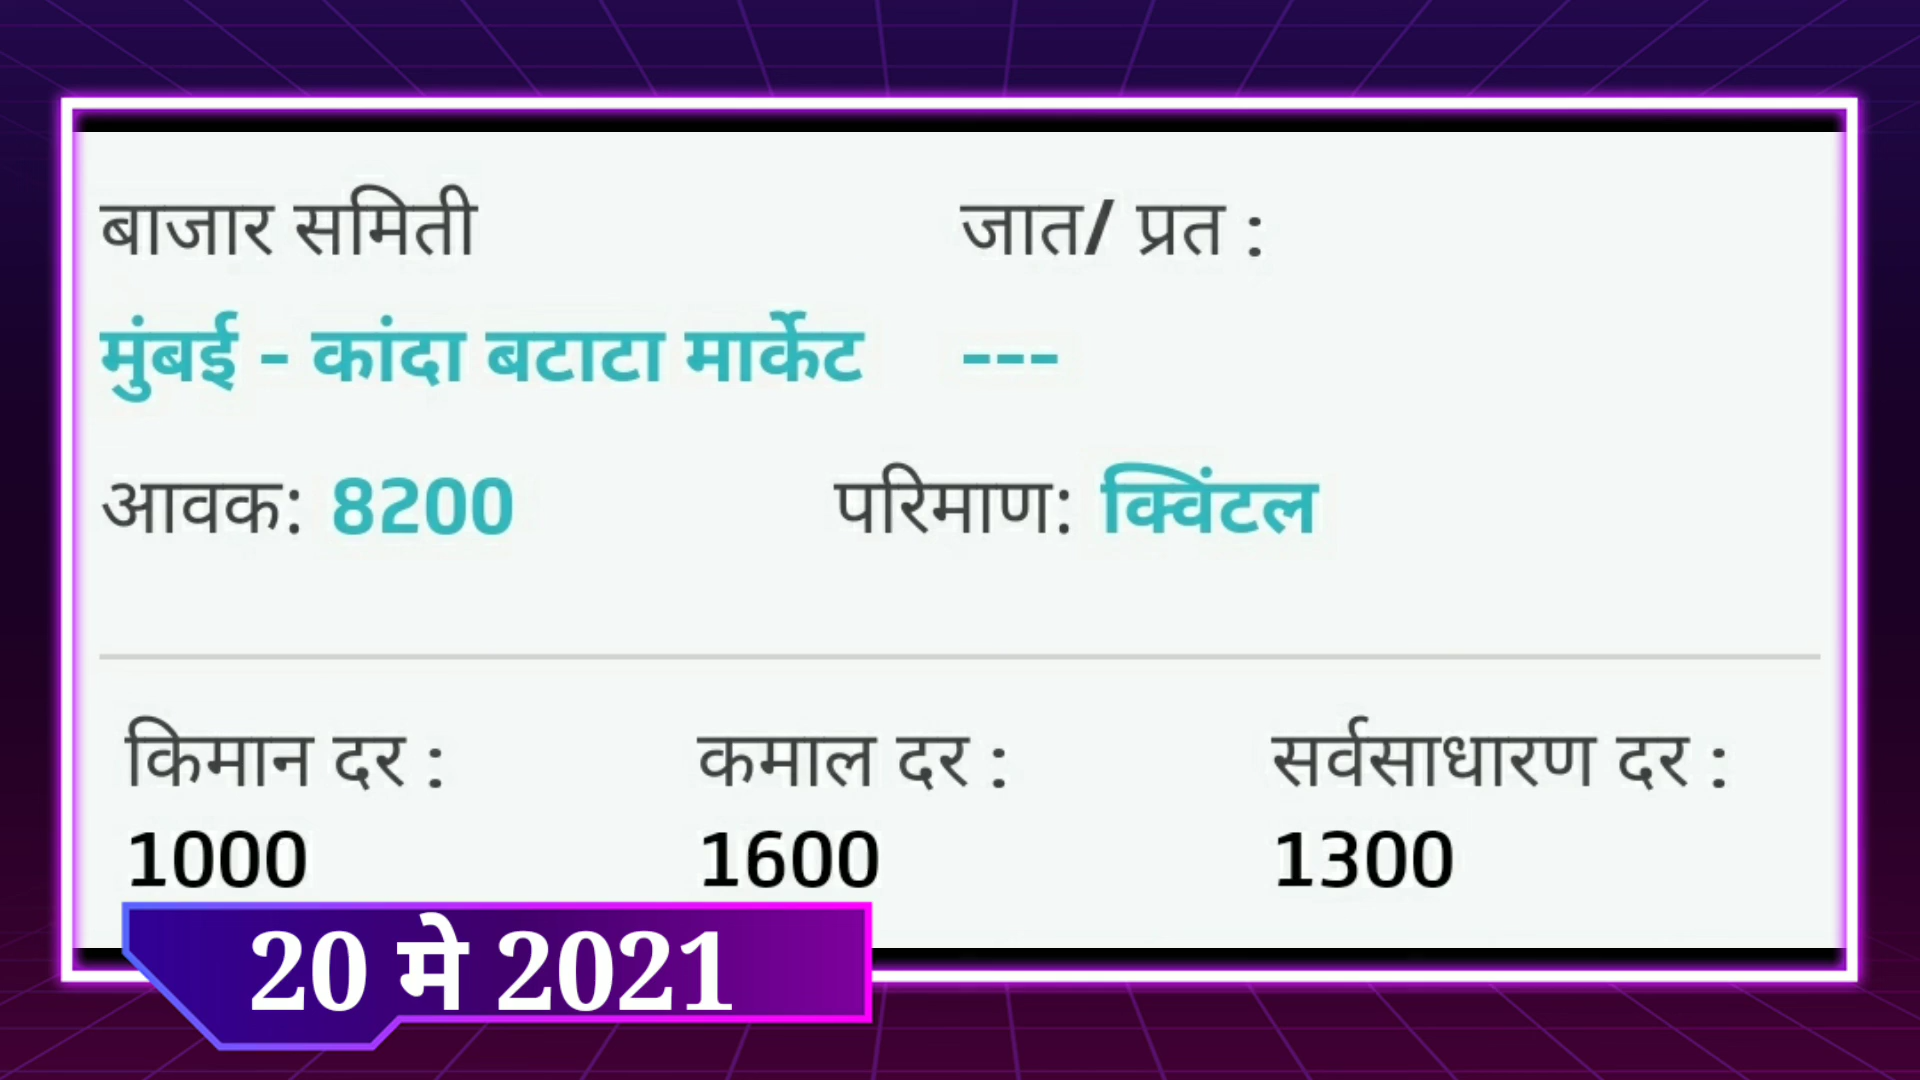 बाजार समिती जात/ प्रत :
मुंबई - कांदा बटाटा मार्केट ---
आवक: 8200 परिमाण: क्विंटल
किमान दर : कमाल दर : सर्वसाधारण दर :
1000 1600 1300
20 मे 2021